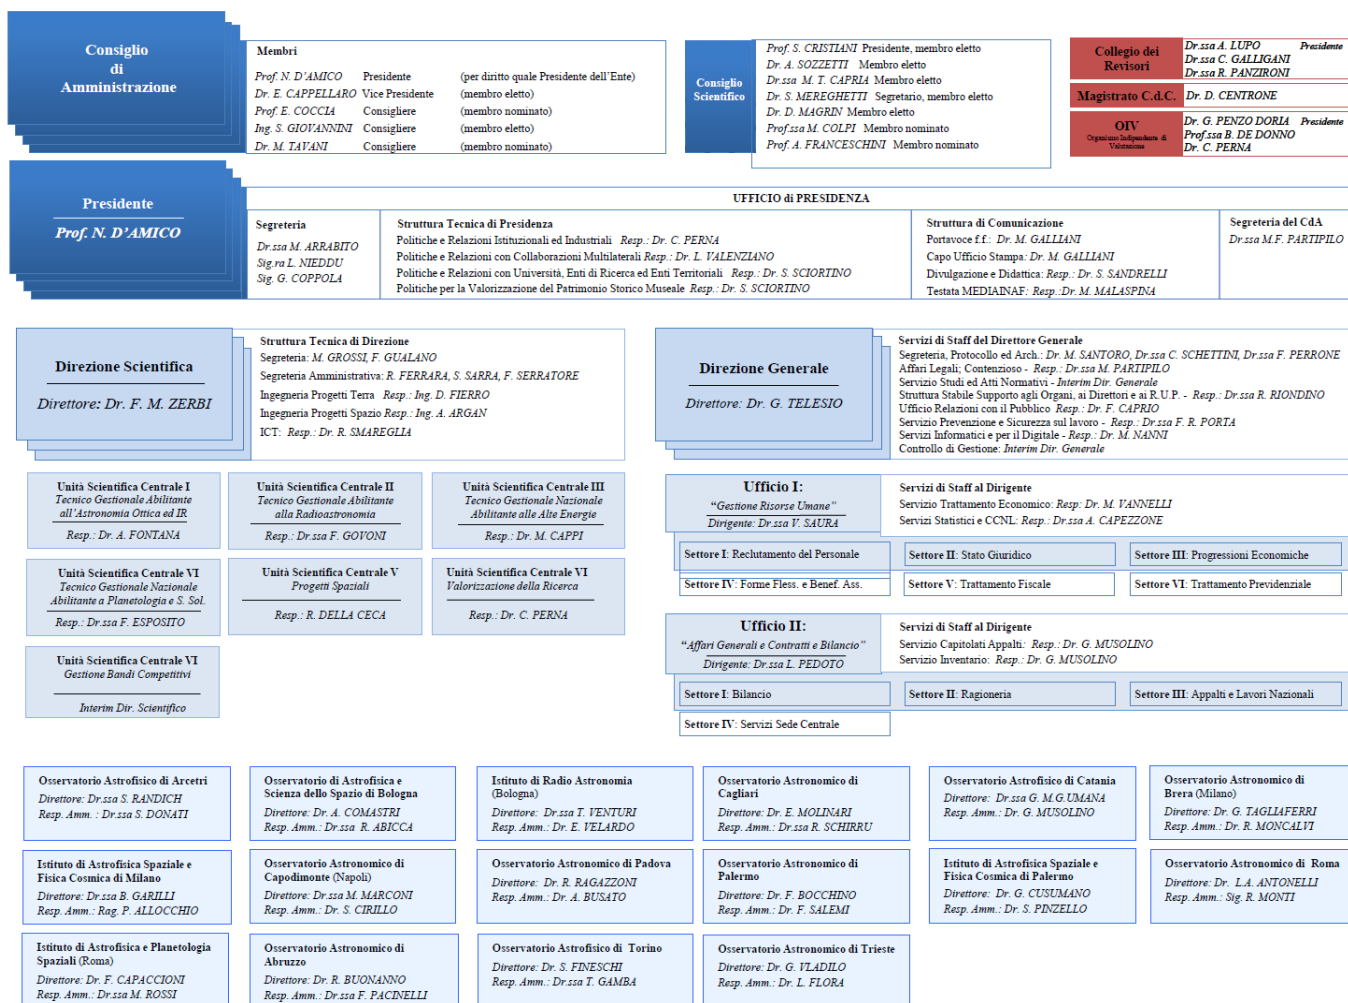 Consiglio
di
Amministrazione
Membri
Prof. N. D'AMICO Presidente (per diritto quale Presidente dell'Ente)
Dr. E. CAPPELLARO Vice Presidente (membro eletto)
Prof. E. COCCIA Consigliere (membro nominato)
Ing. S. GIOVANNINI Consigliere (membro eletto)
Dr. M. TAVANI Consigliere (membro nominato)
Consiglio
Scientifico
Prof. S. CRISTIANI Presidente, membro eletto
Dr. A. SOZZETTI Membro eletto
Dr.ssa M. T. CAPRIA Membro eletto
Dr. S. MEREGHETTI Segretario, membro eletto
Dr. D. MAGRIN Membro eletto
Prof.ssa M. COLPI Membro nominato
Prof. A. FRANCESCHINI Membro nominato
Collegio dei
Revisori
Dr.ssa A. LUPO Presidente
Dr.ssa C. GALLIGANI
Dr.ssa R. PANZIRONI
Magistrato C.d.C. Dr. D. CENTRONE
OIV
Organismo Indipendente di
Valutazione
Dr. G. PENZO DORIA Presidente
Prof.ssa B. DE DONNO
Dr. C. PERNA
Presidente
Prof. N. D'AMICO
UFFICIO di PRESIDENZA
Segreteria
Dr.ssa M. ARRABITO
Sig.ra L. NIEDDU
Sig. G. COPPOLA
Struttura Tecnica di Presidenza
Politiche e Relazioni Istituzionali ed Industriali Resp.: Dr. C. PERNA
Politiche e Relazioni con Collaborazioni Multilaterali Resp.: Dr. L. VALENZIANO
Politiche e Relazioni con Università, Enti di Ricerca ed Enti Territoriali Resp.: Dr. S. SCIORTINO
Politiche per la Valorizzazione del Patrimonio Storico Museale Resp.: Dr. S. SCIORTINO
Struttura di Comunicazione
Portavoce f.f.: Dr. M. GALLIANI
Capo Ufficio Stampa: Dr. M. GALLIANI
Divulgazione e Didattica: Resp.: Dr. S. SANDRELLI
Testata MEDIAINAF: Resp.:Dr. M. MALASPINA
Segreteria del CdA
Dr.ssa M.F. PARTIPILO
Direzione Scientifica
Direttore: Dr. F. M. ZERBI
Struttura Tecnica di Direzione
Segreteria: M. GROSSI, F. GUALANO
Segreteria Amministrativa: R. FERRARA, S. SARRA, F. SERRATORE
Ingegneria Progetti Terra Resp.: Ing. D. FIERRO
Ingegneria Progetti Spazio Resp.: Ing. A. ARGAN
ICT: Resp.: Dr. R. SMAREGLIA
Direzione Generale
Direttore: Dr. G. TELESIO
Servizi di Staff del Direttore Generale
Segreteria, Protocollo ed Arch.: Dr. M. SANTORO, Dr.ssa C. SCHETTINI, Dr.ssa F. PERRONE
Affari Legali; Contenzioso - Resp.: Dr.ssa M. PARTIPILO
Servizio Studi ed Atti Normativi - Interim Dir. Generale
Struttura Stabile Supporto agli Organi, ai Direttori e ai R.U.P. - Resp.: Dr.ssa R. RIONDINO
Ufficio Relazioni con il Pubblico Resp.: Dr. F. CAPRIO
Servizio Prevenzione e Sicurezza sul lavoro - Resp.: Dr.ssa F. R. PORTA
Servizi Informatici e per il Digitale - Resp.: Dr. M. NANNI
Controllo di Gestione: Interim Dir. Generale
Unità Scientifica Centrale I
Tecnico Gestionale Abilitante
all'Astronomia Ottica ed IR
Resp.: Dr. A. FONTANA
Unità Scientifica Centrale II
Tecnico Gestionale Abilitante
alla Radioastronomia
Resp.: Dr.ssa F. GOVONI
Unità Scientifica Centrale III
Tecnico Gestionale Nazionale
Abilitante alle Alte Energie
Resp.: Dr. M. CAPPI
Unità Scientifica Centrale VI
Tecnico Gestionale Nazionale
Abilitante a Planetologia e S. Sol.
Resp.: Dr.ssa F. ESPOSITO
Unità Scientifica Centrale V
Progetti Spaziali
Resp.: R. DELLA CECA
Unità Scientifica Centrale VI
Valorizzazione della Ricerca
Resp.: Dr. C. PERNA
Unità Scientifica Centrale VI
Gestione Bandi Competitivi
Interim Dir. Scientifico
Ufficio I:
"Gestione Risorse Umane"
Dirigente: Dr.ssa V. SAURA
Servizi di Staff al Dirigente
Servizio Trattamento Economico: Resp: Dr. M. VANNELLI
Servizi Statistici e CCNL: Resp.: Dr.ssa A. CAPEZZONE
Settore I: Reclutamento del Personale
Settore II: Stato Giuridico
Settore III: Progressioni Economiche
Settore IV: Forme Fless. e Benef. Ass.
Settore V: Trattamento Fiscale
Settore VI: Trattamento Previdenziale
Ufficio II:
"Affari Generali e Contratti e Bilancio"
Dirigente: Dr.ssa L. PEDOTO
Servizi di Staff al Dirigente
Servizio Capitolati Appalti: Resp.: Dr. G. MUSOLINO
Servizio Inventario: Resp.: Dr. G. MUSOLINO
Settore I: Bilancio
Settore II: Ragioneria
Settore III: Appalti e Lavori Nazionali
Settore IV: Servizi Sede Centrale
Osservatorio Astrofisico di Arcetri
Direttore: Dr.ssa S. RANDICH
Resp. Amm. : Dr.ssa S. DONATI
Osservatorio di Astrofisica e
Scienza dello Spazio di Bologna
Direttore: Dr. A. COMASTRI
Resp. Amm.: Dr.ssa R. ABICCA
Istituto di Radio Astronomia
(Bologna)
Direttore: Dr.ssa T. VENTURI
Resp. Amm.: Dr. E. VELARDO
Osservatorio Astronomico di
Cagliari
Direttore: Dr. E. MOLINARI
Resp. Amm.: Dr.ssa R. SCHIRRU
Osservatorio Astrofisico di Catania
Direttore: Dr.ssa G. M.G.UMANA
Resp. Amm.: Dr. G. MUSOLINO
Osservatorio Astronomico di
Brera (Milano)
Direttore: Dr. G. TAGLIAFERRI
Resp. Amm.: Dr. R. MONCALVI
Istituto di Astrofisica Spaziale e
Fisica Cosmica di Milano
Direttore: Dr.ssa B. GARILLI
Resp. Amm.: Rag. P. ALLOCCHIO
Osservatorio Astronomico di
Capodimonte (Napoli)
Direttore: Dr.ssa M. MARCONI
Resp. Amm.: Dr. S. CIRILLO
Osservatorio Astronomico di Padova
Direttore: Dr. R. RAGAZZONI
Resp. Amm.: Dr. A. BUSATO
Osservatorio Astronomico di
Palermo
Direttore: Dr. F. BOCCHINO
Resp. Amm.: Dr. F. SALEMI
Istituto di Astrofisica Spaziale e
Fisica Cosmica di Palermo
Direttore: Dr. G. CUSUMANO
Resp. Amm.: Dr. S. PINZELLO
Osservatorio Astronomico di Roma
Direttore: Dr. L.A. ANTONELLI
Resp. Amm.: Sig. R. MONTI
Istituto di Astrofisica e Planetologia
Spaziali (Roma)
Direttore: Dr. F. CAPACCIONI
Resp. Amm.: Dr.ssa M. ROSSI
Osservatorio Astronomico di
Abruzzo
Direttore: Dr. R. BUONANNO
Resp. Amm.: Dr.ssa F. PACINELLI
Osservatorio Astrofisico di Torino
Direttore: Dr. S. FINESCHI
Resp. Amm.: Dr.ssa T. GAMBA
Osservatorio Astronomico di Trieste
Direttore: Dr. G. VLADILO
Resp. Amm.: Dr. L. FLORA